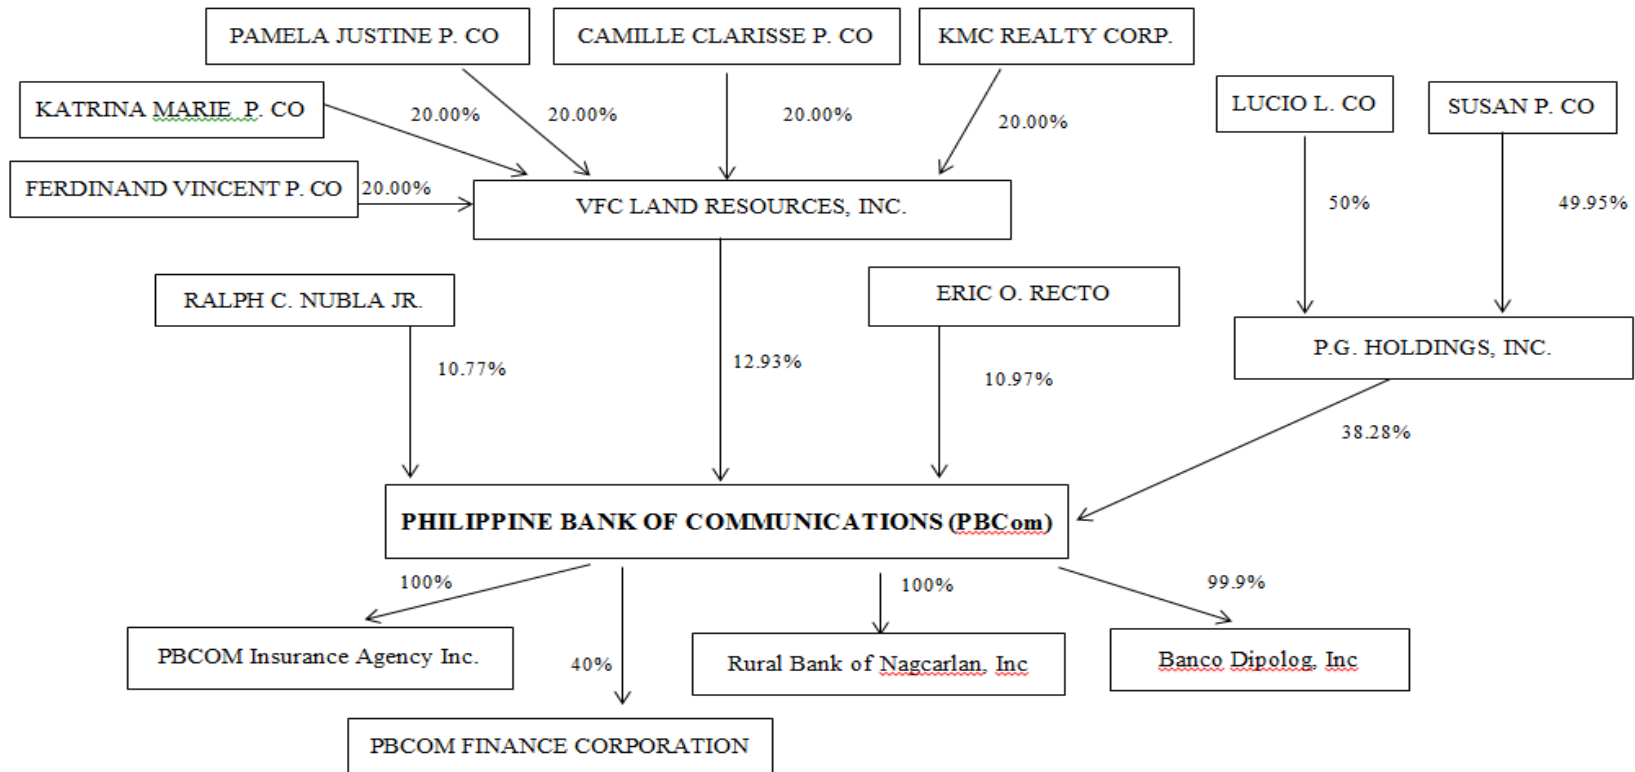 PAMELA JUSTINE P. CO
CAMILLE CLARISSE P. CO
KMC REALTY CORP.
KATRINA MARIE P. CO
LUCIO L. CO
SUSAN P. CO
20.00%
20.00%
20.00%
20.00%
FERDINAND VINCENT P. CO
20.00%
VFC LAND RESOURCES, INC.
50%
49.95%
RALPH C. NUBLA JR.
ERIC O. RECTO
P.G. HOLDINGS, INC.
10.77%
12.93%
10.97%
38.28%
PHILIPPINE BANK OF COMMUNICATIONS (PBCom)
100%
100%
99.9%
PBCOM Insurance Agency Inc.
40%
Rural Bank of Nagcarlan, Inc
Banco Dipolog, Inc
PBCOM FINANCE CORPORATION